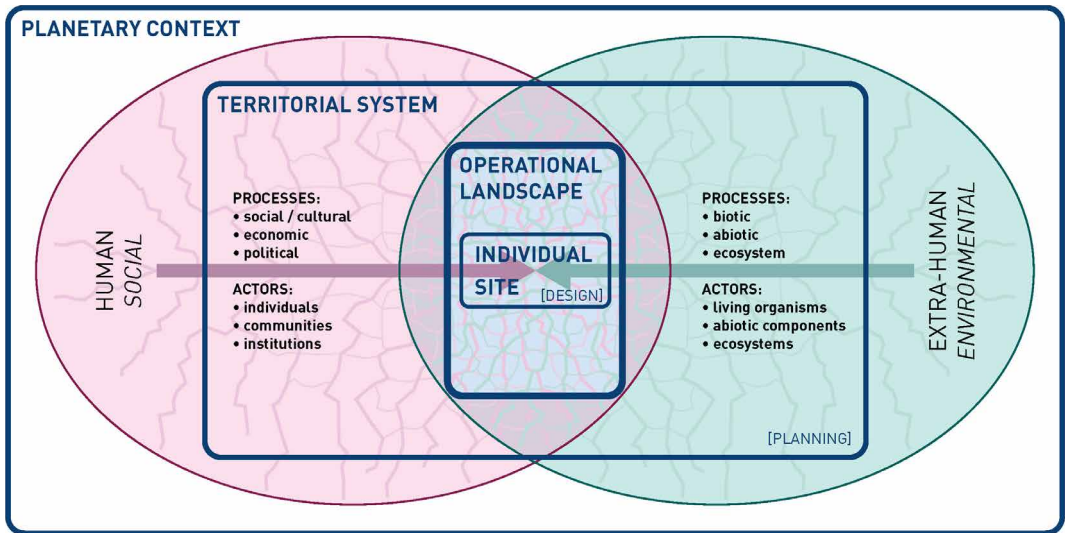 PLANETARY CONTEXT
TERRITORIAL SYSTEM
OPERATIONAL
LANDSCAPE
INDIVIDUAL
SITE
[DESIGN]
HUMAN
SOCIAL
PROCESSES:
• social / cultural
• economic
• political
ACTORS:
• individuals
• communities
• institutions
PROCESSES:
• biotic
• abiotic
• ecosystem
ACTORS:
• living organisms
• abiotic components
• ecosystems
EXTRA-HUMAN
ENVIRONMENTAL
[PLANNING]